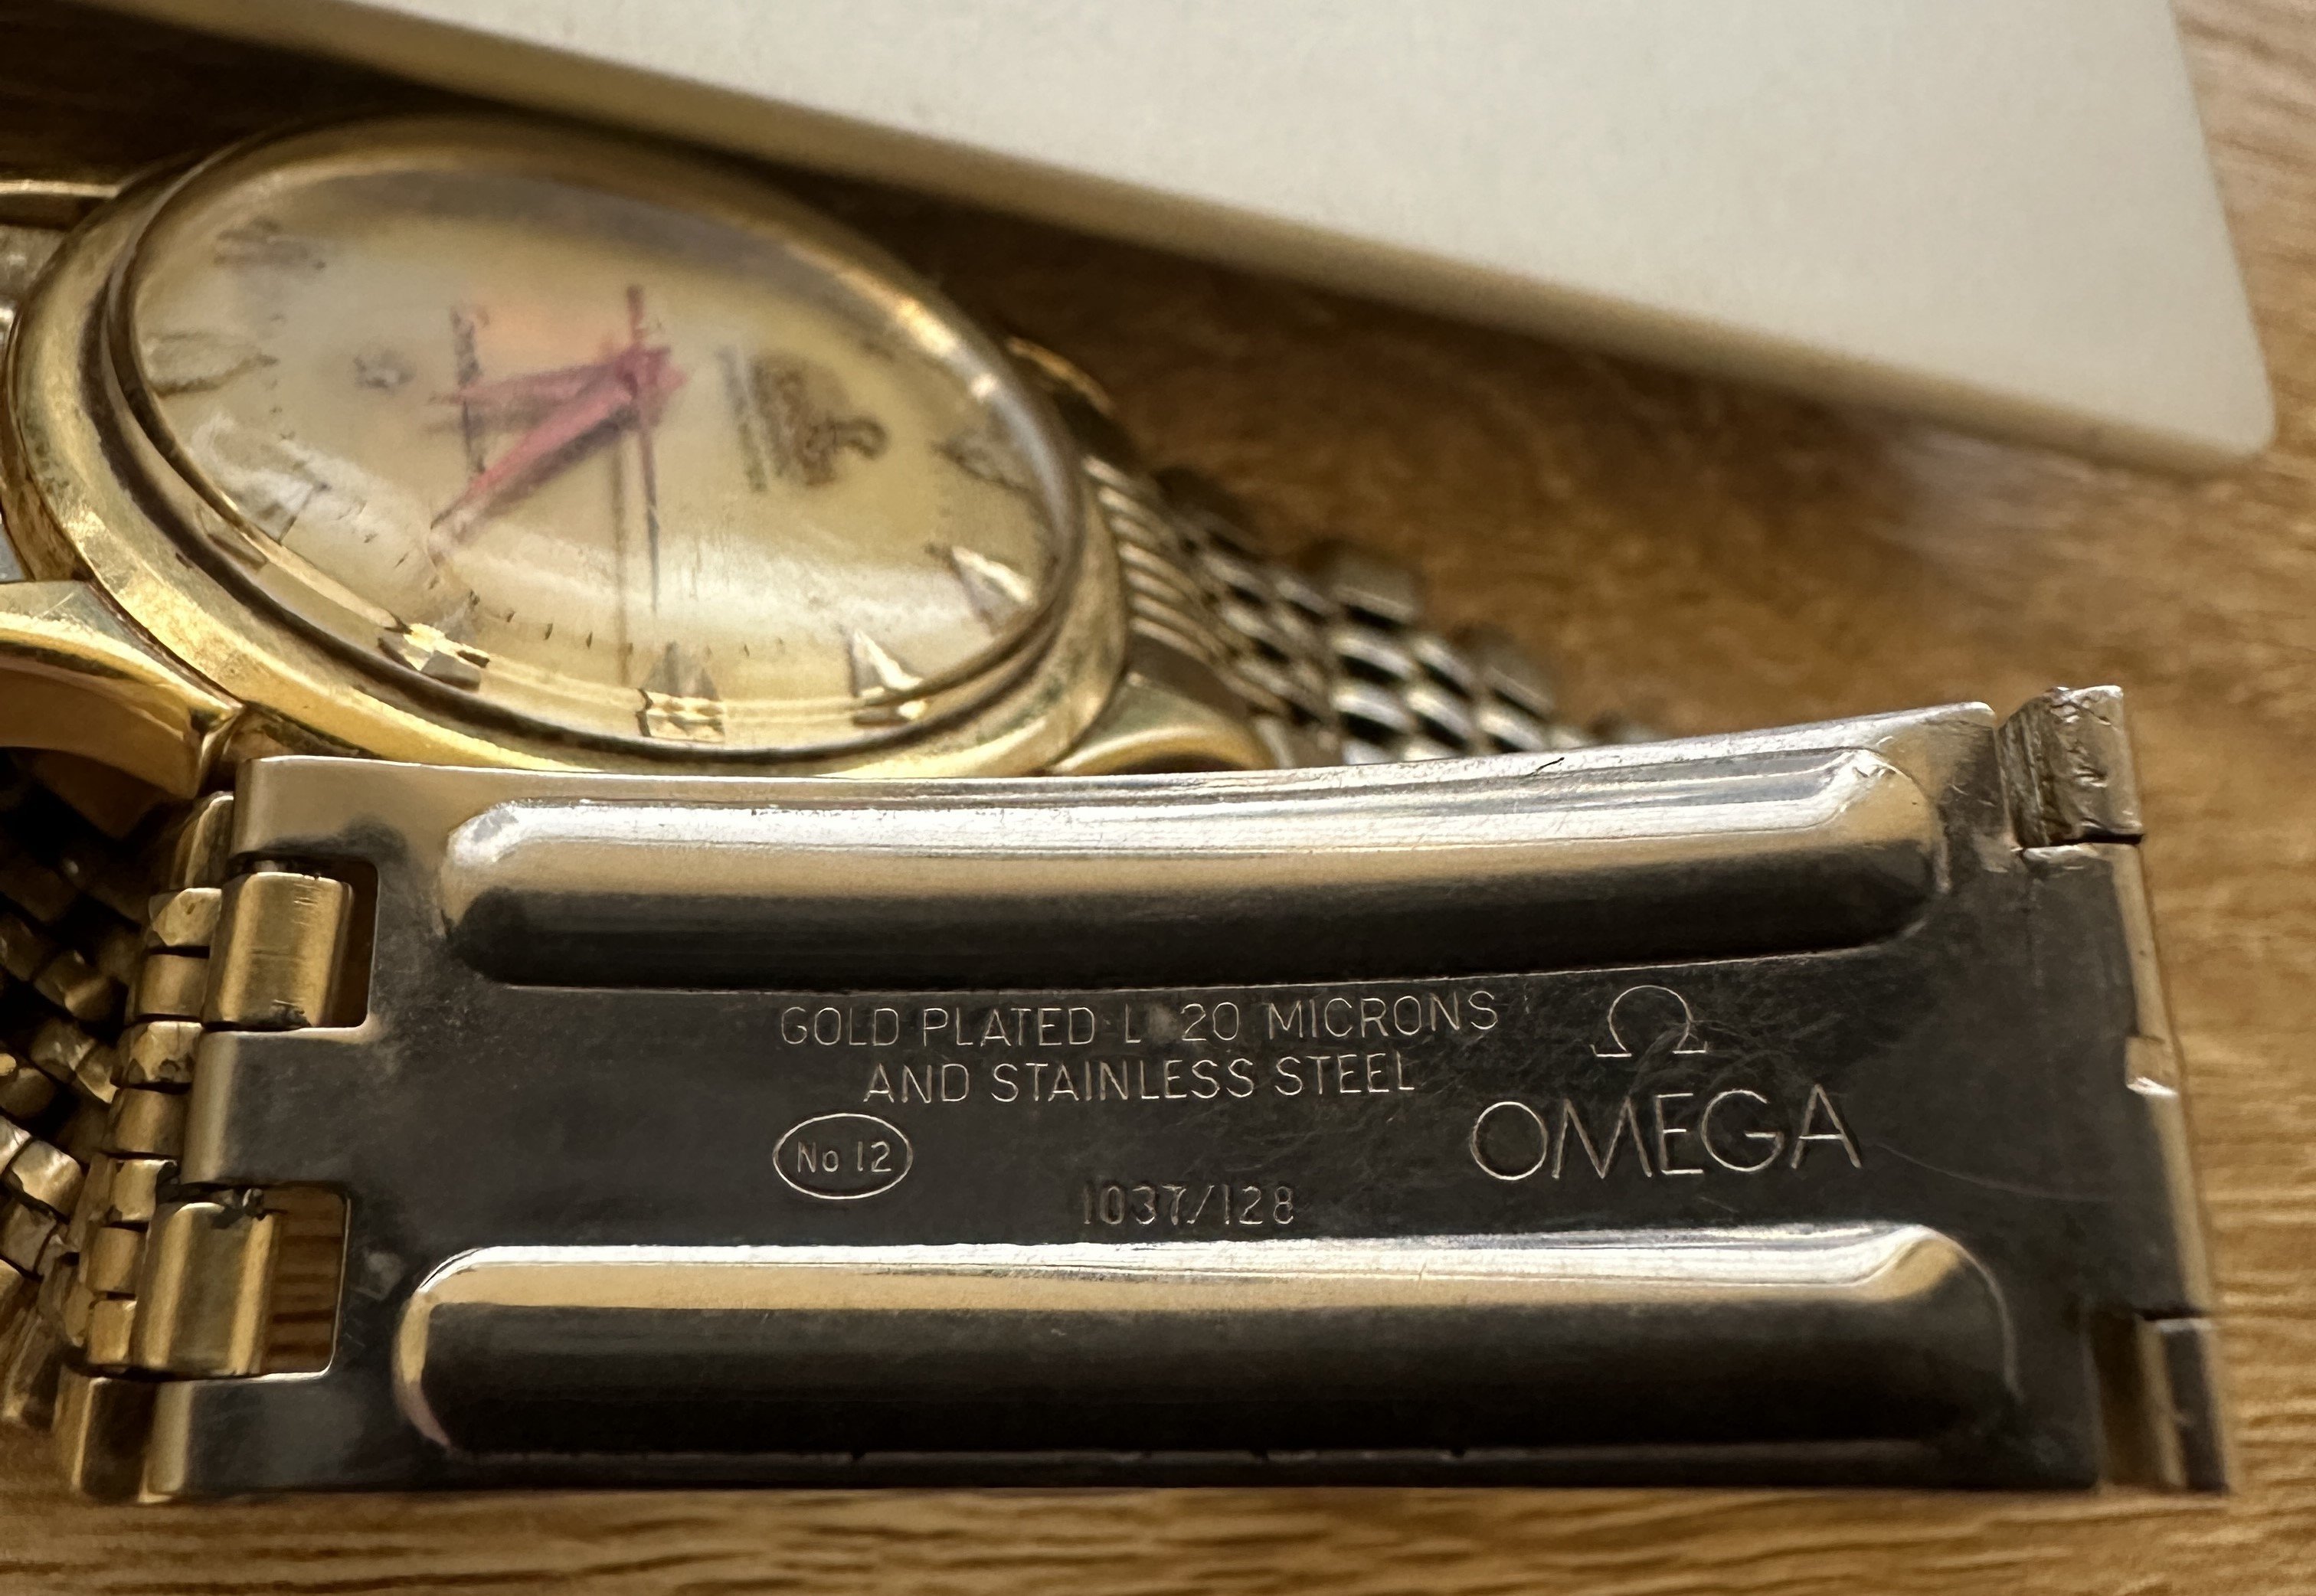 GOLD PLATED L 20 MICRONS
AND STAINLESS STEEL
No 12
1037/128
Ω
OMEGA